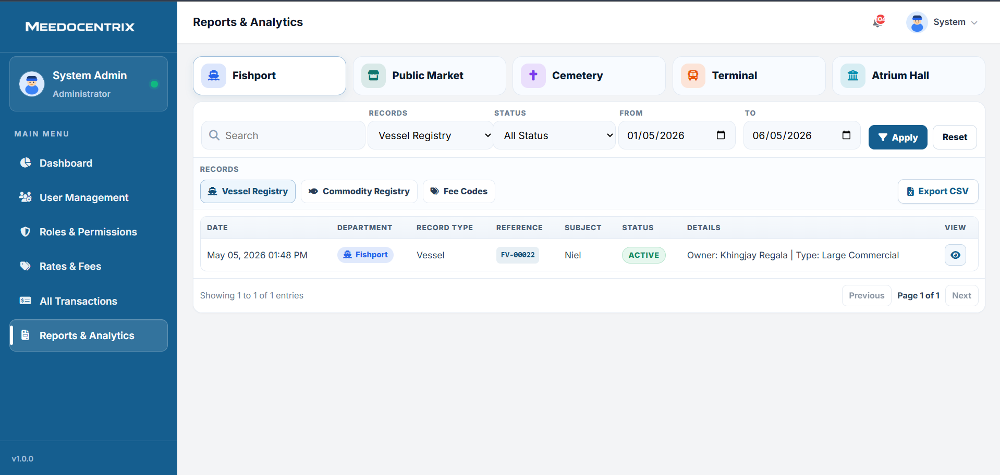 MEEDOCENTRIX
System Admin
Administrator
MAIN MENU
Dashboard
User Management
Roles & Permissions
Rates & Fees
All Transactions
Reports & Analytics
v1.0.0
Reports & Analytics
104
System
Fishport
Public Market
Cemetery
Terminal
Atrium Hall
RECORDS STATUS FROM TO
Search Vessel Registry All Status 01/05/2026 06/05/2026 Apply Reset
RECORDS
Vessel Registry Commodity Registry Fee Codes Export CSV
DATE DEPARTMENT RECORD TYPE REFERENCE SUBJECT STATUS DETAILS VIEW
May 05, 2026 01:48 PM Fishport Vessel FV-00022 Niel ACTIVE Owner: Khingjay Regala | Type: Large Commercial
Showing 1 to 1 of 1 entries Previous Page 1 of 1 Next